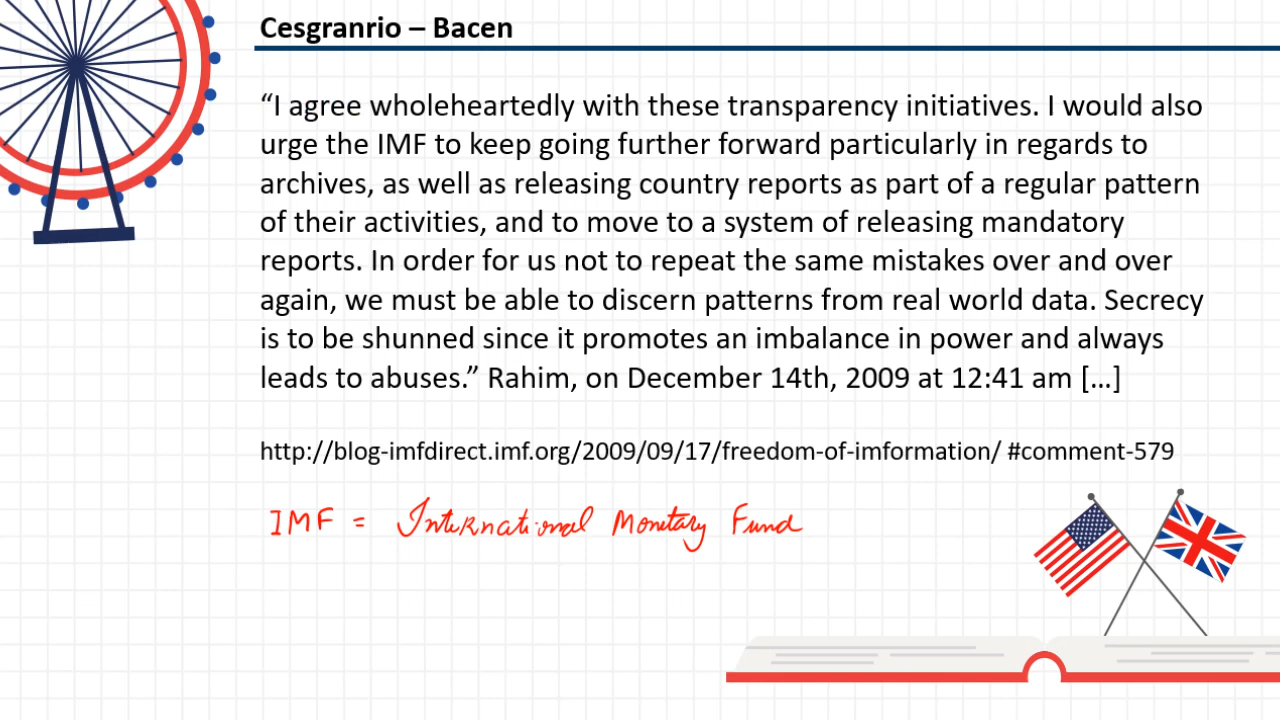 Cesgranrio – Bacen
“I agree wholeheartedly with these transparency initiatives. I would also
urge the IMF to keep going further forward particularly in regards to
archives, as well as releasing country reports as part of a regular pattern
of their activities, and to move to a system of releasing mandatory
reports. In order for us not to repeat the same mistakes over and over
again, we must be able to discern patterns from real world data. Secrecy
is to be shunned since it promotes an imbalance in power and always
leads to abuses.” Rahim, on December 14th, 2009 at 12:41 am [...]
http://blog-imfdirect.imf.org/2009/09/17/freedom-of-imformation/ #comment-579
IMF = International Monetary Fund